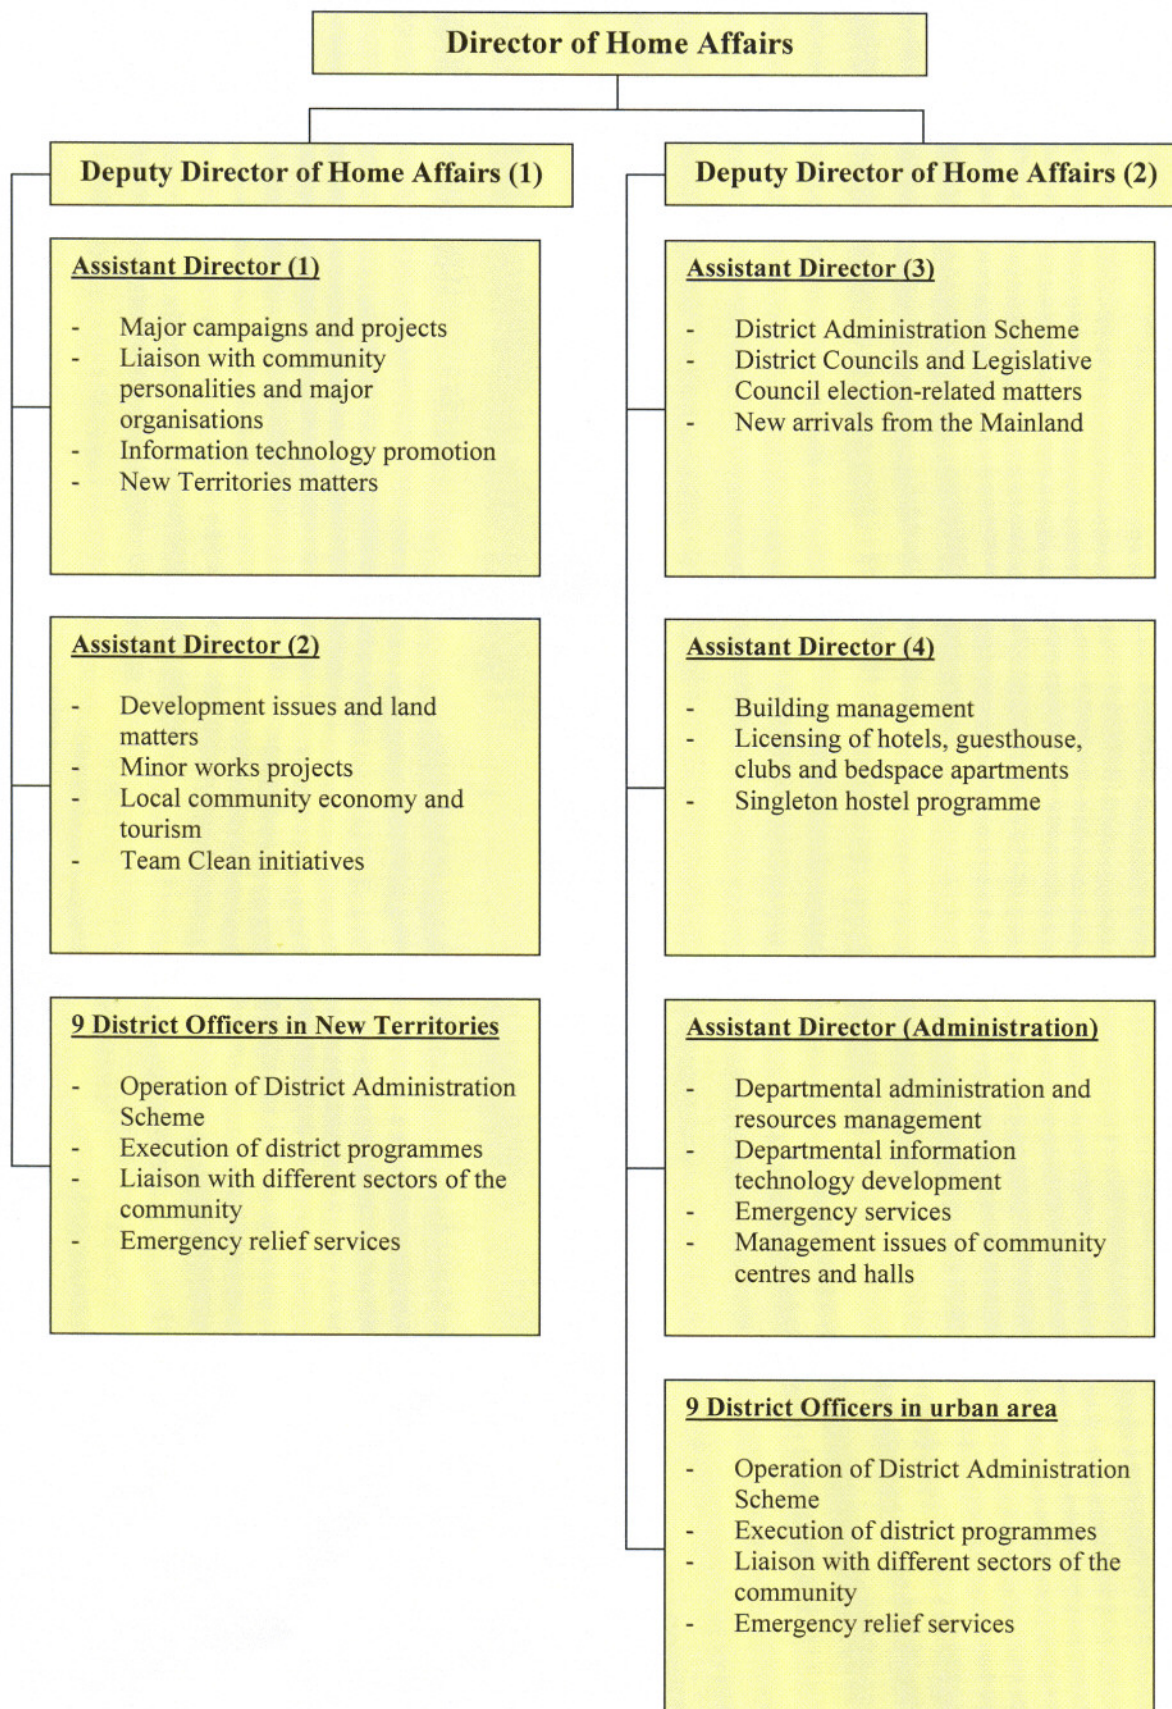 Director of Home Affairs
Deputy Director of Home Affairs (1)
Assistant Director (1)
- Major campaigns and projects
- Liaison with community
personalities and major
organisations
- Information technology promotion
- New Territories matters
Assistant Director (2)
- Development issues and land
matters
- Minor works projects
- Local community economy and
tourism
- Team Clean initiatives
9 District Officers in New Territories
- Operation of District Administration
Scheme
- Execution of district programmes
- Liaison with different sectors of the
community
- Emergency relief services
Deputy Director of Home Affairs (2)
Assistant Director (3)
- District Administration Scheme
- District Councils and Legislative
Council election-related matters
- New arrivals from the Mainland
Assistant Director (4)
- Building management
- Licensing of hotels, guesthouse,
clubs and bedspace apartments
- Singleton hostel programme
Assistant Director (Administration)
- Departmental administration and
resources management
- Departmental information
technology development
- Emergency services
- Management issues of community
centres and halls
9 District Officers in urban area
- Operation of District Administration
Scheme
- Execution of district programmes
- Liaison with different sectors of the
community
- Emergency relief services